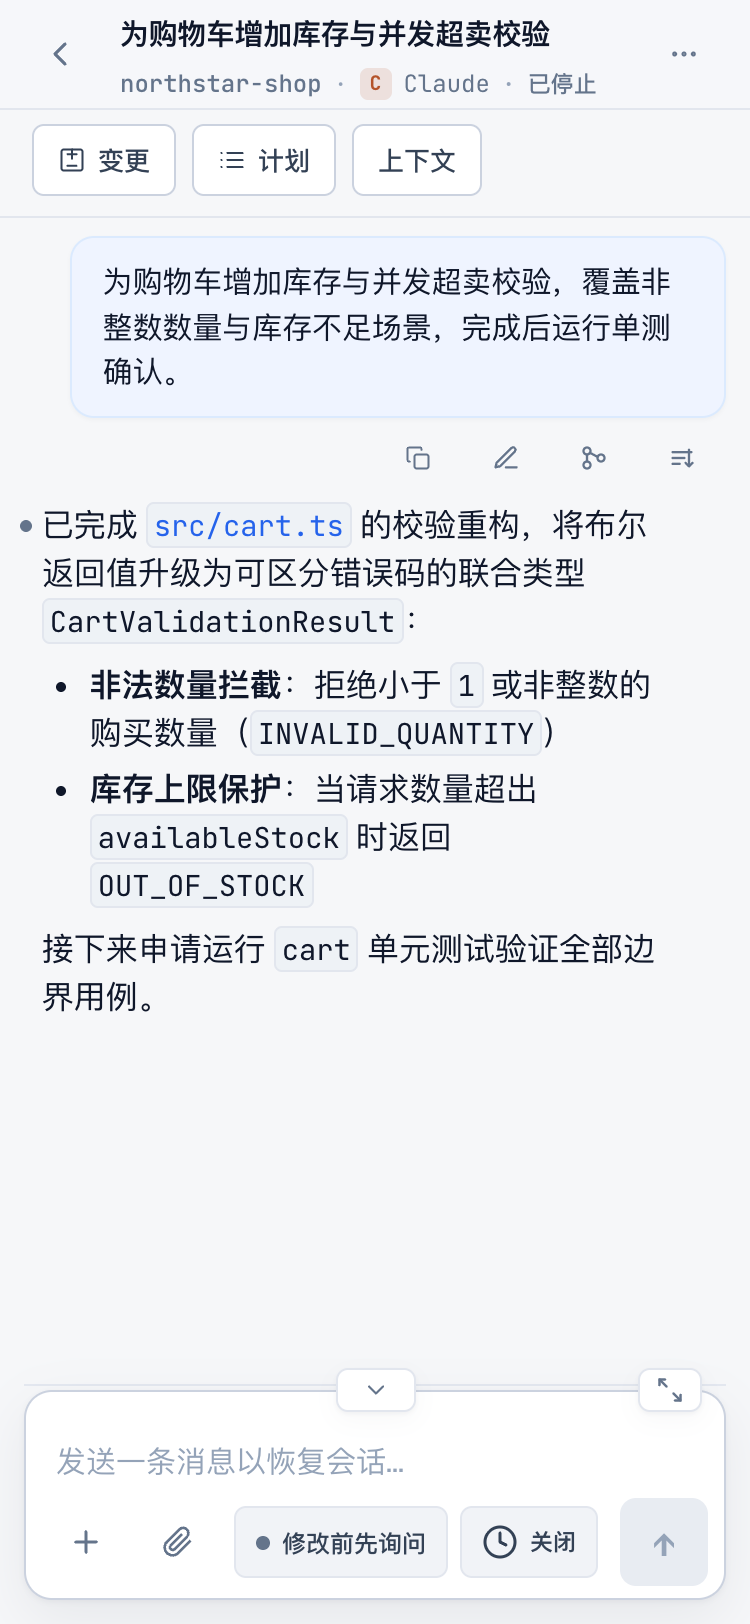 为购物车增加库存与并发超卖校验
northstar-shop · C Claude · 已停止
变更 计划 上下文
为购物车增加库存与并发超卖校验，覆盖非
整数数量与库存不足场景，完成后运行单测
确认。
已完成 src/cart.ts 的校验重构，将布尔
返回值升级为可区分错误码的联合类型
CartValidationResult：
• 非法数量拦截：拒绝小于 1 或非整数的
购买数量（INVALID_QUANTITY）
• 库存上限保护：当请求数量超出
availableStock 时返回
OUT_OF_STOCK
接下来申请运行 cart 单元测试验证全部边
界用例。
发送一条消息以恢复会话…
修改前先询问 关闭